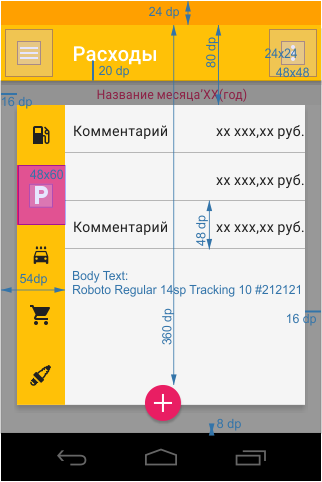 24 dp
Расходы
80 dp
24x24
48x48
20 dp
16 dp
Название месяца'XX(год)
Комментарий xx xxx,xx руб.
48x60
P
xx xxx,xx руб.
Комментарий xx xxx,xx руб.
48 dp
54dp
Body Text:
Roboto Regular 14sp Tracking 10 #212121
16 dp
360 dp
8 dp